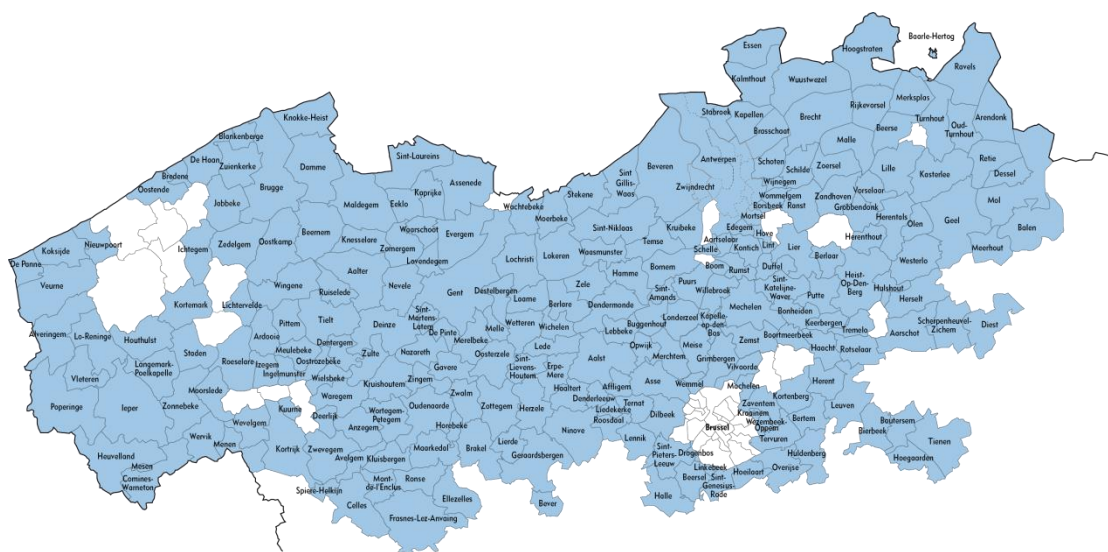 Baarle-Hertog
Essen
Hoogstraten
Ravels
Kalmthout
Wuustwezel
Merksplas
Rijkevorsel
Stabroek
Kapellen
Brecht
Turnhout
Arendonk
Knokke-Heist
Brasschaat
Beerse
Oud-
Turnhout
Blankenberge
Malle
De Haan
Zuienkerke
Damme
Sint-Laureins
Beveren
Antwerpen
Schoten
Schilde
Zoersel
Lille
Kasterlee
Retie
Dessel
Bredene
Oostende
Brugge
Assenede
Kaprijke
Eeklo
Maldegem
Stekene
Sint
Gillis-
Waas
Zwijndrecht
Wijnegem
Wommelgem
Borsbeek
Ranst
Zandhoven
Vorselaar
Grobbendonk
Mol
Jabbeke
Wachtebeke
Moerbeke
Mortsel
Edegem
Hove
Herentals
Olen
Geel
Balen
Nieuwpoort
Ichtegem
Zedelgem
Oostkamp
Beernem
Knesselare
Waarschoot
Zomergem
Evergem
Sint-Niklaas
Kruibeke
Temse
Aartselaar
Schelle
Kontich
Lint
Lier
Herenthout
Berlaar
Meerhout
Westerlo
Koksijde
De Panne
Veurne
Lovendegem
Lochristi
Lokeren
Waasmunster
Hamme
Bornem
Boom
Rumst
Duffel
Heist-
Op-Den-
Berg
Hulshout
Herselt
Aalter
Nevele
Wingene
Ruiselede
Gent
Destelbergen
Laarne
Zele
Berlare
Dendermonde
Sint-
Amands
Puurs
Willebroek
Sint-
Katelijne-
Waver
Putte
Kortemark
Lichtervelde
Mechelen
Bonheiden
Alveringem
Lo-Reninge
Houthulst
Ardooie
Pittem
Tielt
Deinze
Sint-
Martens-
Latem
De Pinte
Merelbeke
Melle
Wetteren
Wichelen
Lebbeke
Buggenhout
Londerzeel
Kapelle-
op-den-
Bos
Zemst
Boortmeerbeek
Keerbergen
Tremelo
Aarschot
Scherpenheuvel-
Zichem
Diest
Staden
Meulebeke
Dentergem
Zulte
Nazareth
Oosterzele
Lede
Opwijk
Meise
Merchtem
Grimbergen
Haacht
Rotselaar
Langemark-
Poelkapelle
Roeselare
Izegem
Oostrozebeke
Ingelmunster
Wielsbeke
Gavere
Sint-
Lievens-
Houtem
Erpe-
Mere
Aalst
Vilvoorde
Vleteren
Moorslede
Kruishoutem
Zingem
Zwalm
Haaltert
Affligem
Asse
Wemmel
Machelen
Kortenberg
Herent
Waregem
Denderleeuw
Liedekerke
Ternat
Zaventem
Kraainem
Wezembeek-
Oppem
Poperinge
Ieper
Zonnebeke
Kuurne
Deerlijk
Wortegem-
Petegem
Oudenaarde
Zottegem
Herzele
Roosdaal
Dilbeek
Brussel
Tervuren
Bertem
Leuven
Bierbeek
Boutersem
Wevelgem
Anzegem
Horebeke
Ninove
Lennik
Tienen
Wervik
Menen
Kortrijk
Zwevegem
Maarkedal
Lierde
Brakel
Sint-
Pieters-
Leeuw
Drogenbos
Linkebeek
Hoeilaart
Overijse
Huldenberg
Hoegaarden
Heuvelland
Mesen
Avelgem
Kluisbergen
Geraardsbergen
Beersel
Sint-
Genesius-
Rode
Comines-
Warneton
Mont-
de-l'Enclus
Ronse
Spiere-Helkijn
Ellezelles
Halle
Bever
Celles
Frasnes-Lez-Anvaing